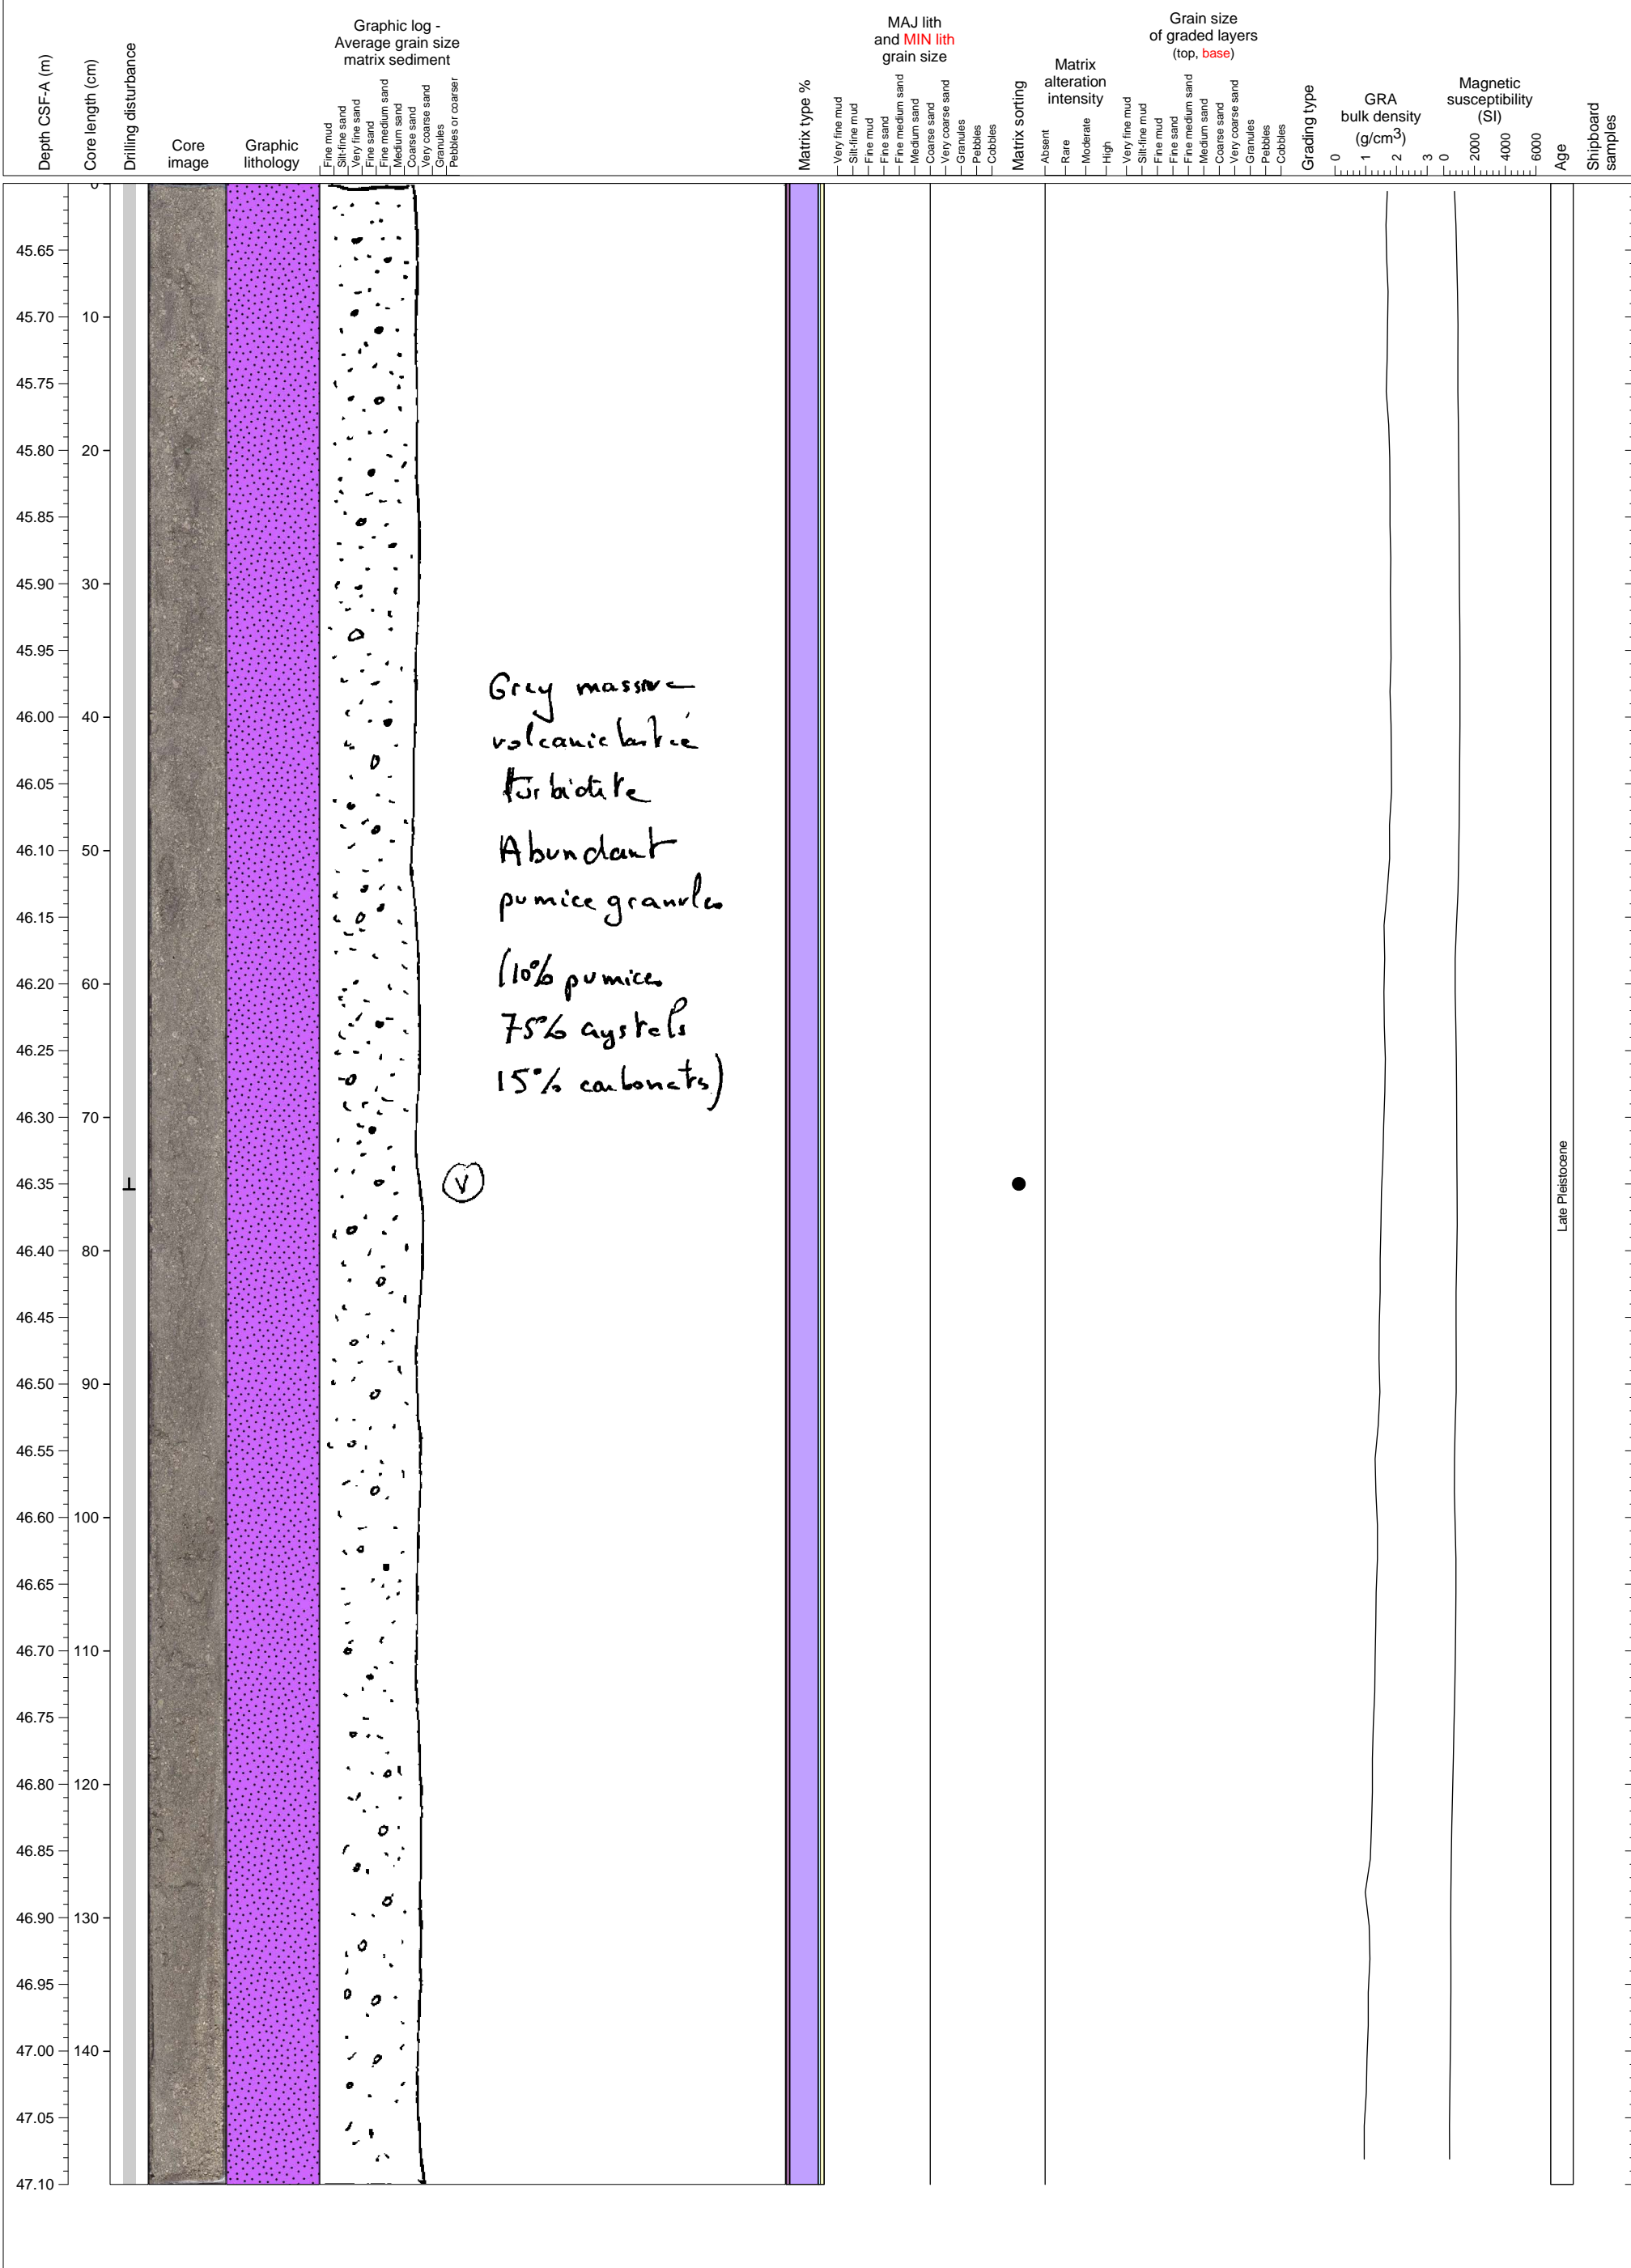 Depth CSF-A (m)
Core length (cm)
Drilling disturbance
Core
image
Graphic
lithology
Graphic log -
Average grain size
matrix sediment
Fine mud
Silt-fine sand
Very fine sand
Fine sand
Fine medium sand
Medium sand
Coarse sand
Very coarse sand
Granules
Pebbles or coarser
Matrix type %
MAJ lith
and MIN lith
grain size
Very fine mud
Silt-fine mud
Fine mud
Fine sand
Fine medium sand
Medium sand
Coarse sand
Very coarse sand
Granules
Pebbles
Cobbles
Matrix sorting
Matrix
alteration
intensity
Absent
Rare
Moderate
High
Grain size
of graded layers
(top, base)
Very fine mud
Silt-fine mud
Fine mud
Fine sand
Fine medium sand
Medium sand
Coarse sand
Very coarse sand
Granules
Pebbles
Cobbles
Grading type
GRA
bulk density
(g/cm3)
0 1 2 3
Magnetic
susceptibility
(SI)
0 2000 4000 6000
Age
Shipboard
samples
0
45.65
45.70 10
45.75
45.80 20
45.85
45.90 30
45.95
46.00 40
46.05
46.10 50
46.15
46.20 60
46.25
46.30 70
46.35
46.40 80
46.45
46.50 90
46.55
46.60 100
46.65
46.70 110
46.75
46.80 120
46.85
46.90 130
46.95
47.00 140
47.05
47.10
Grey massive
volcaniclastic
turbidite
Abundant
pumice granules
(10% pumices
75% crystals
15% carbonates)
V
Late Pleistocene